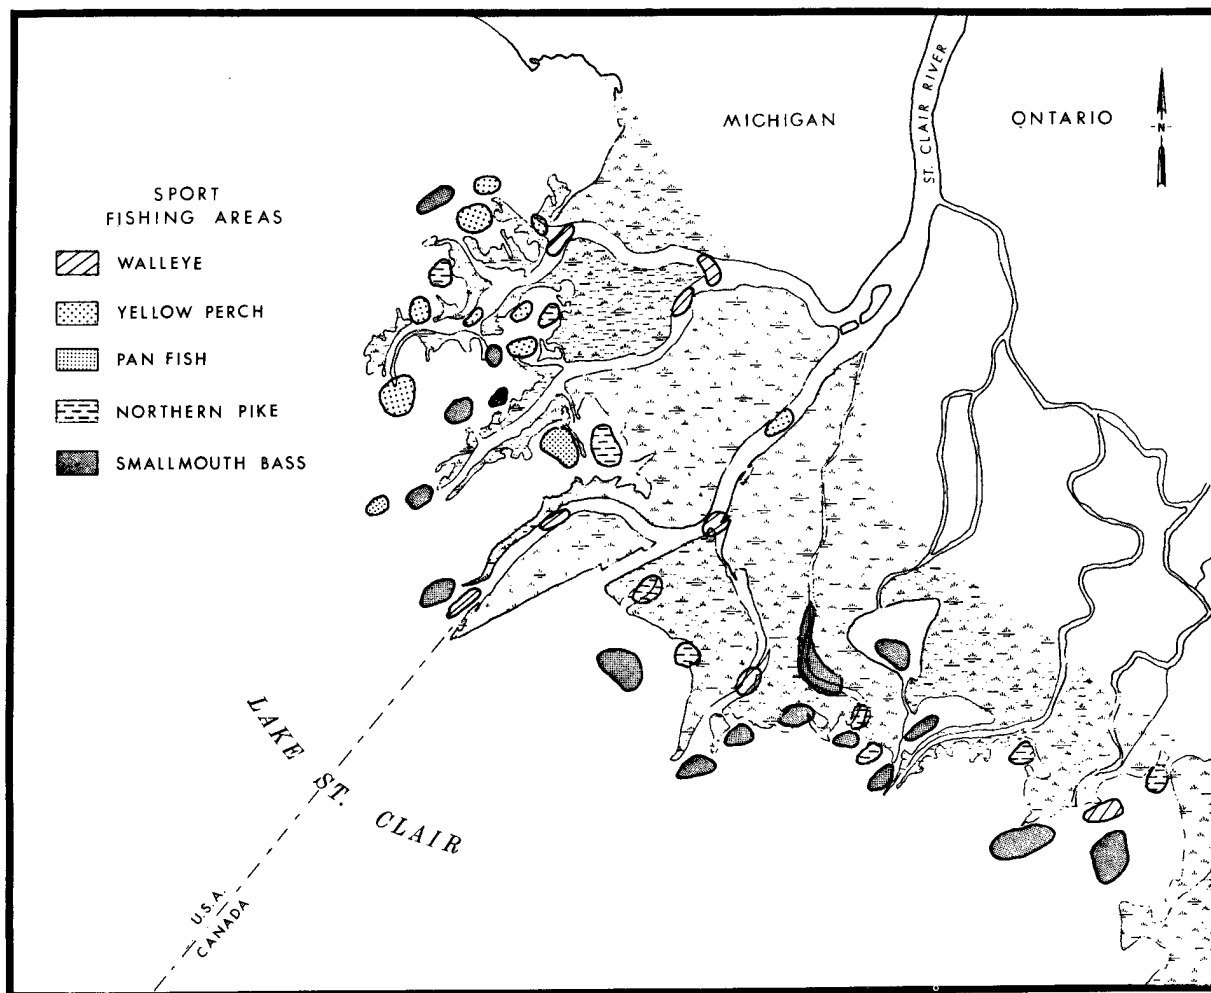 MICHIGAN
ST. CLAIR RIVER
ONTARIO
N
SPORT
FISHING AREAS
WALLEYE
YELLOW PERCH
PAN FISH
NORTHERN PIKE
SMALLMOUTH BASS
LAKE ST. CLAIR
U.S.A.
CANADA